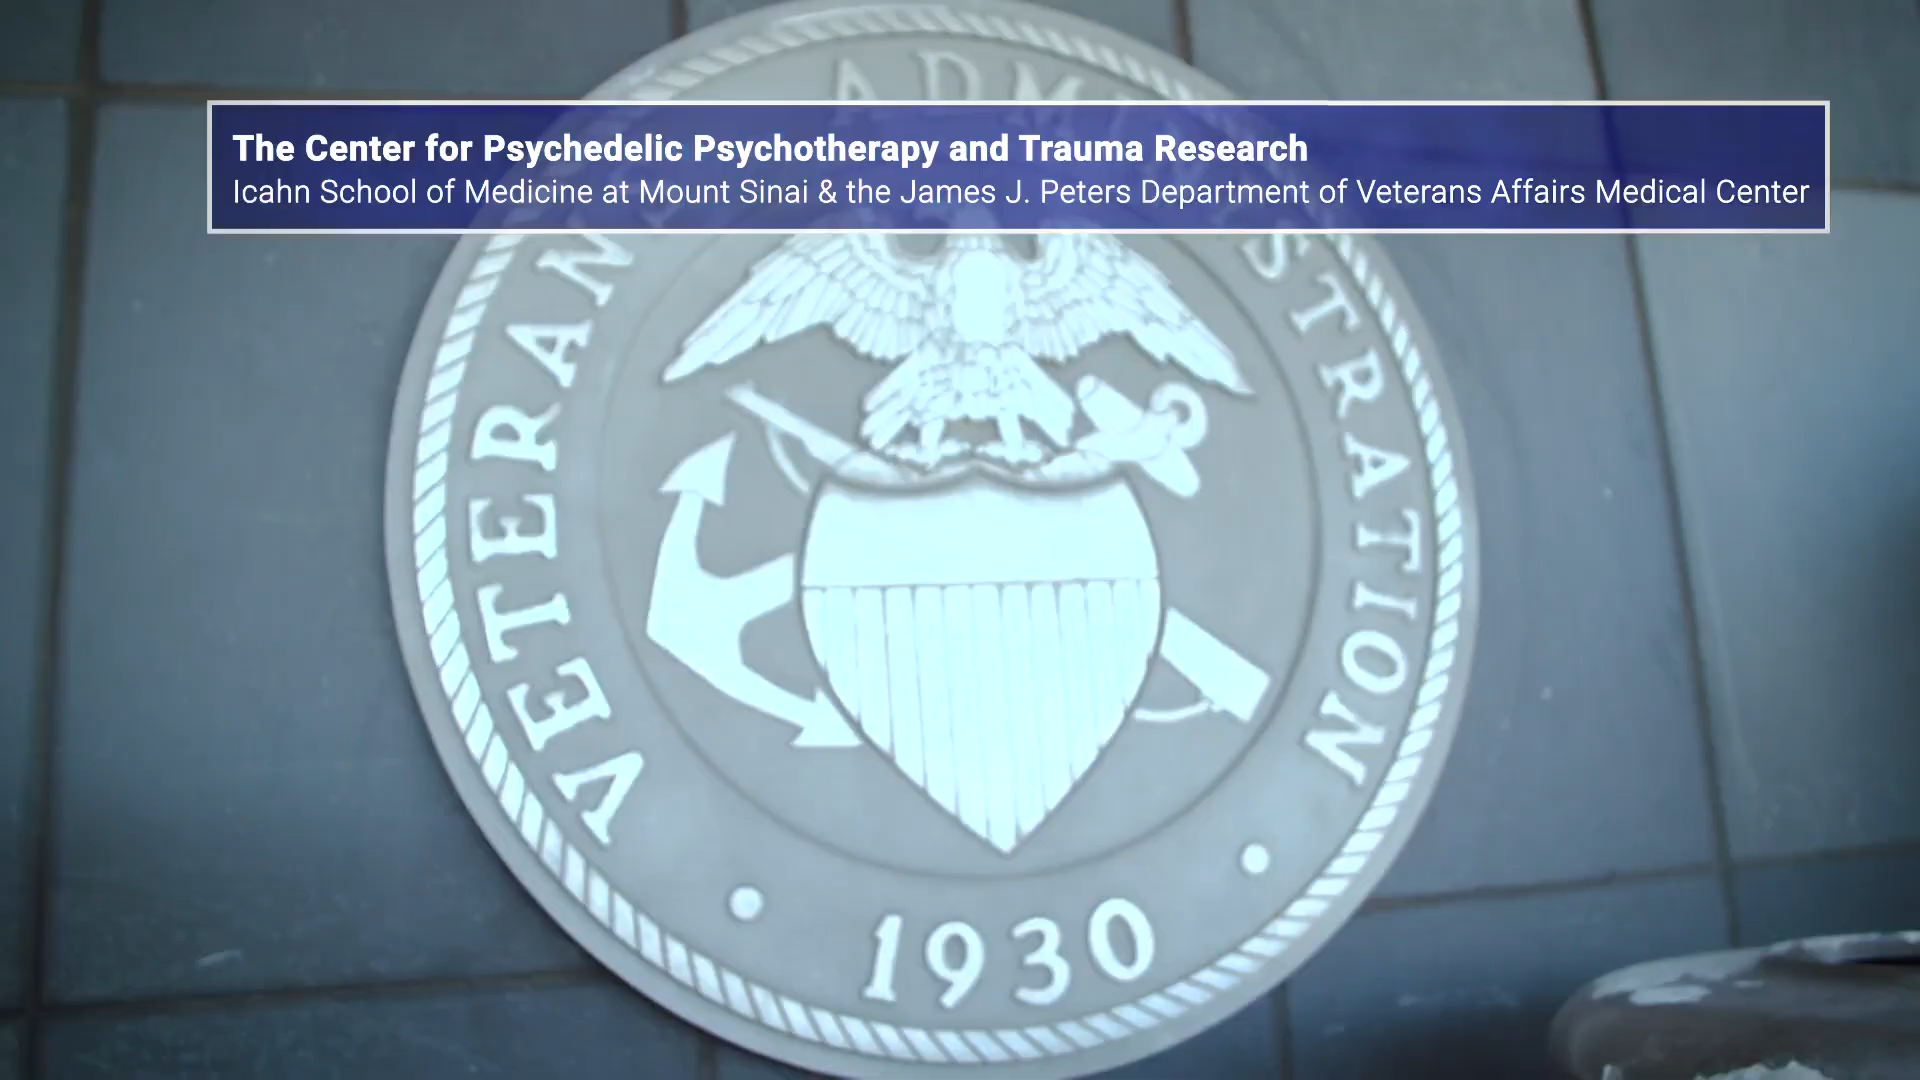 The Center for Psychedelic Psychotherapy and Trauma Research
Icahn School of Medicine at Mount Sinai & the James J. Peters Department of Veterans Affairs Medical Center
VETERANS ADMINISTRATION
1930